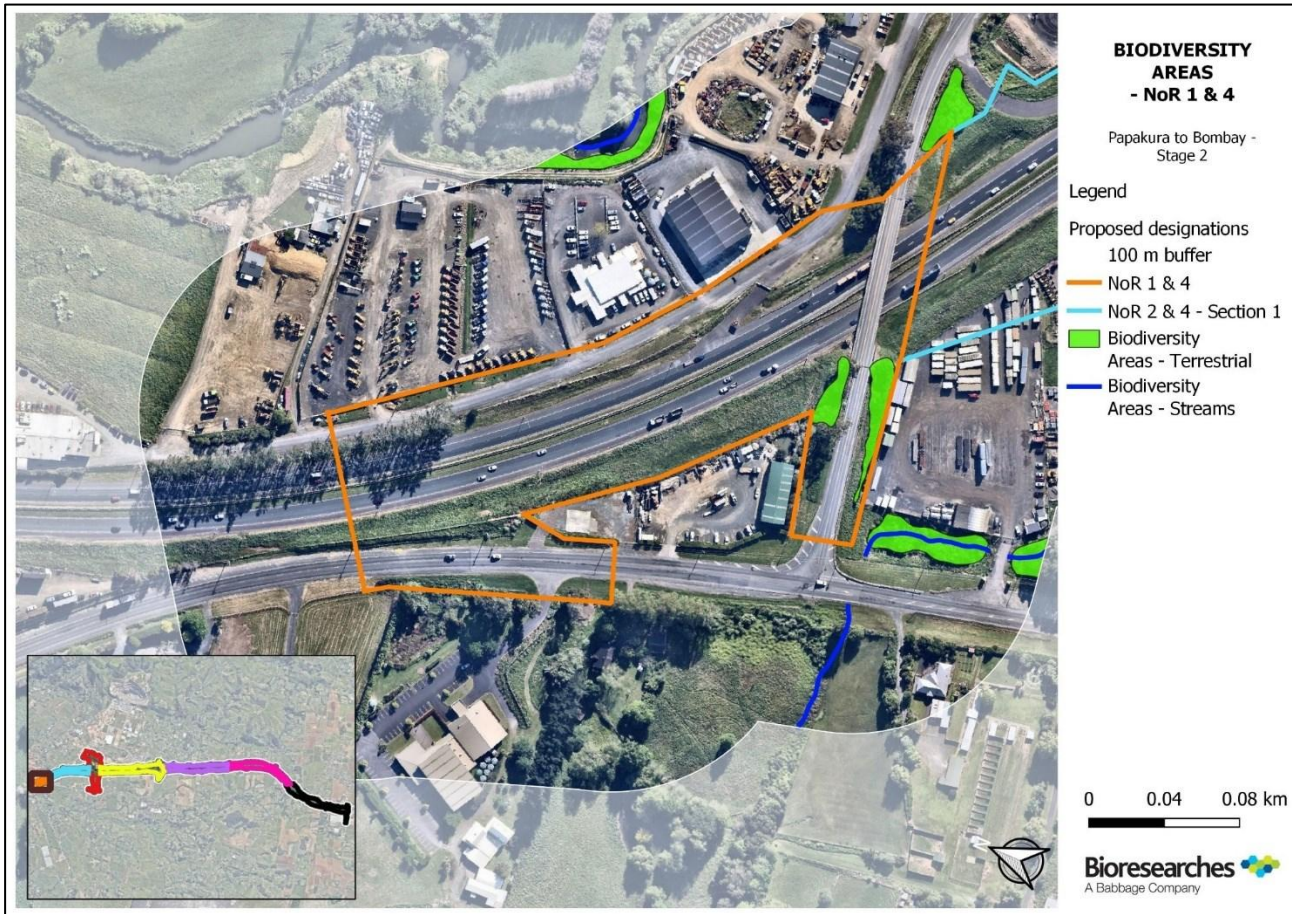 BIODIVERSITY
AREAS
- NoR 1 & 4
Papakura to Bombay -
Stage 2
Legend
Proposed designations
100 m buffer
NoR 1 & 4
NoR 2 & 4 - Section 1
Biodiversity
Areas - Terrestrial
Biodiversity
Areas - Streams
0 0.04 0.08 km
Bioresearches
A Babbage Company